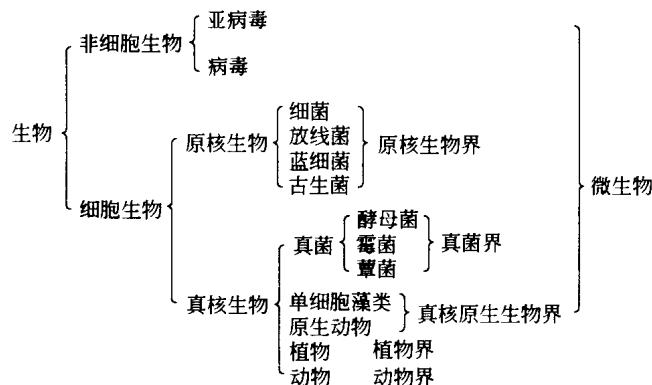 亚病毒
非细胞生物
病毒
生物
细菌
放线菌
原核生物
原核生物界
蓝细菌
古生菌
微生物
细胞生物
酵母菌
真菌
霉菌
真菌界
蕈菌
真核生物
单细胞藻类
真核原生生物界
原生动物
植物 植物界
动物 动物界